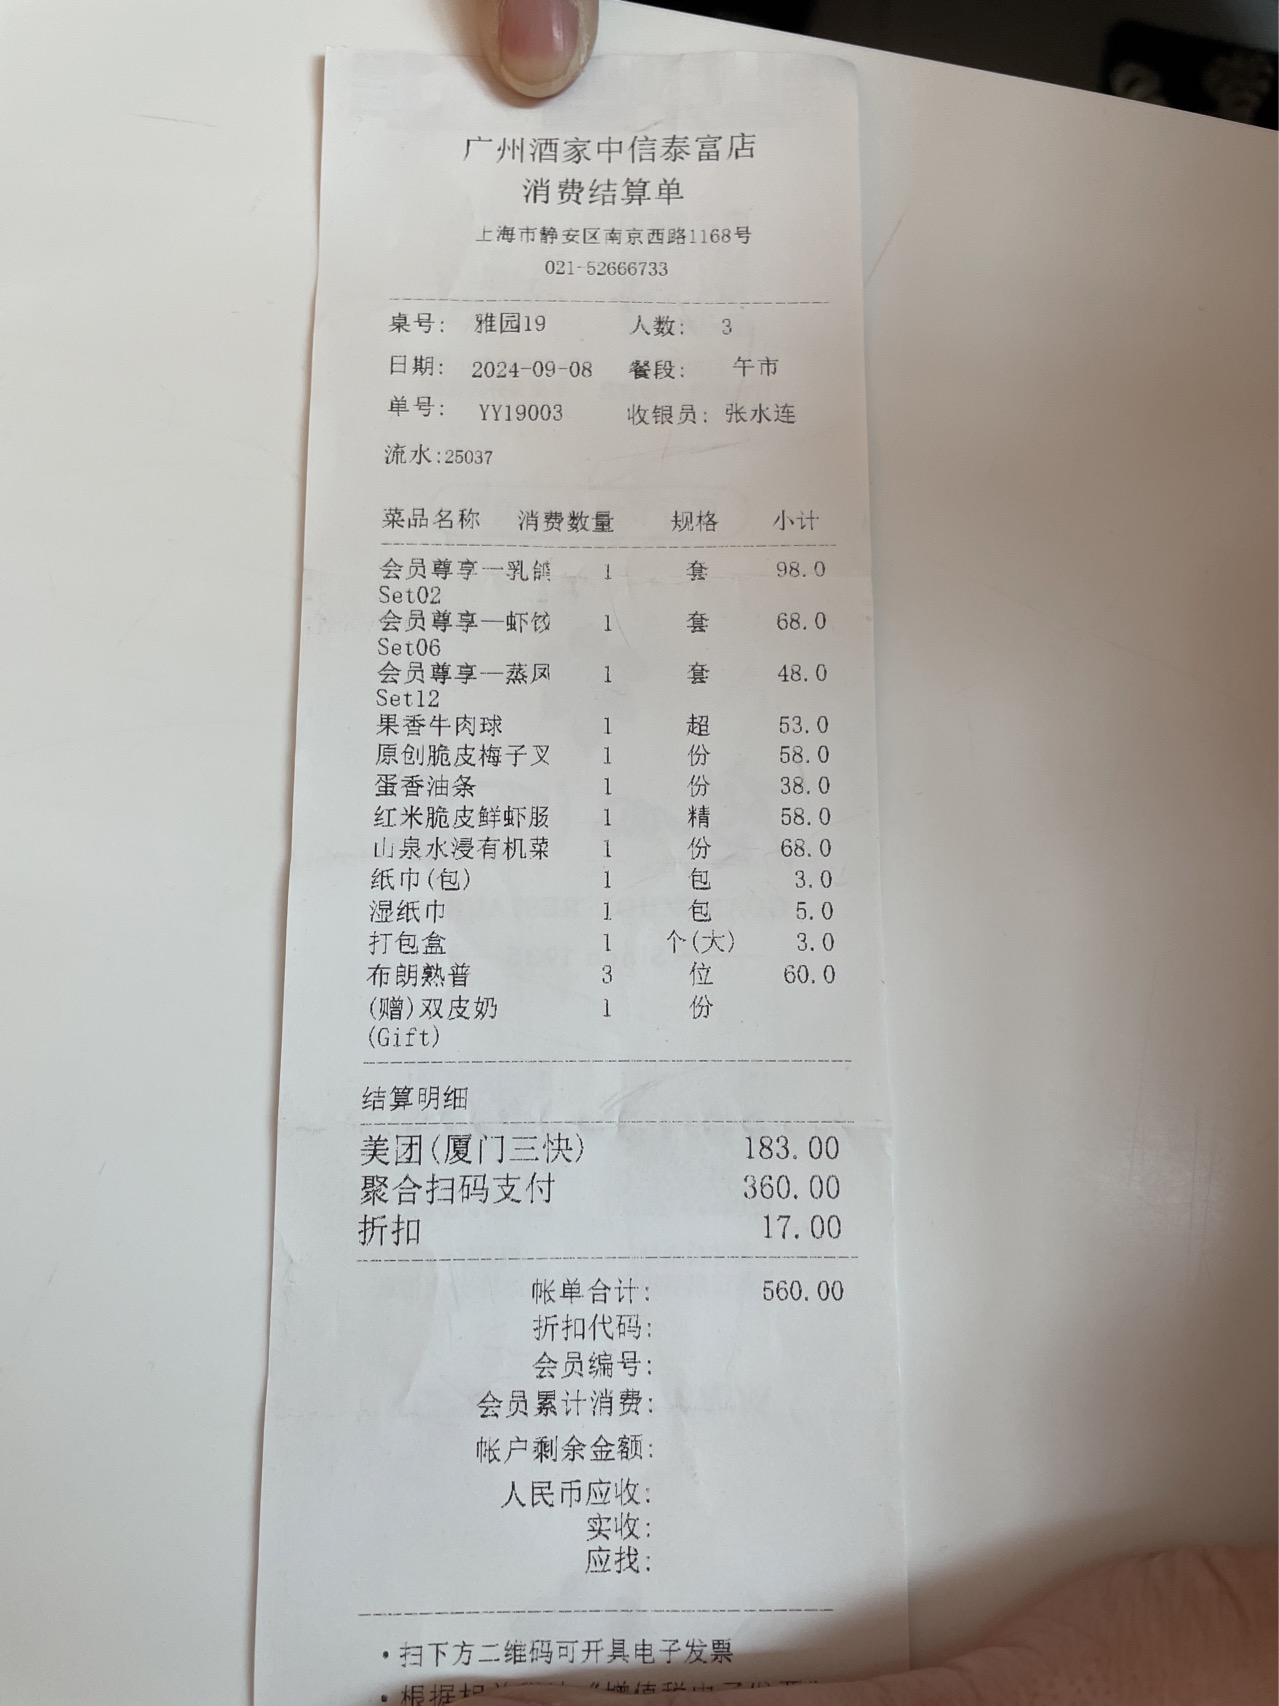 广州酒家中信泰富店
消费结算单
上海市静安区南京西路1168号
021-52666733
桌号: 雅园19 人数: 3
日期: 2024-09-08 餐段: 午市
单号: YY19003 收银员: 张水连
流水:25037
菜品名称 消费数量 规格 小计
会员尊享一乳鸽 1 套 98.0
Set02
会员尊享一虾饺 1 套 68.0
Set06
会员尊享一蒸凤 1 套 48.0
Set12
果香牛肉球 1 超 53.0
原创脆皮梅子叉 1 份 58.0
蛋香油条 1 份 38.0
红米脆皮鲜虾肠 1 精 58.0
山泉水浸有机菜 1 份 68.0
纸巾(包) 1 包 3.0
湿纸巾 1 包 5.0
打包盒 1 个(大) 3.0
布朗熟普 3 位 60.0
(赠)双皮奶 1 份
(Gift)
结算明细
美团(厦门三快) 183.00
聚合扫码支付 360.00
折扣 17.00
帐单合计: 560.00
折扣代码:
会员编号:
会员累计消费:
帐户剩余金额:
人民币应收:
实收:
应找:
•扫下方二维码可开具电子发票
•根据